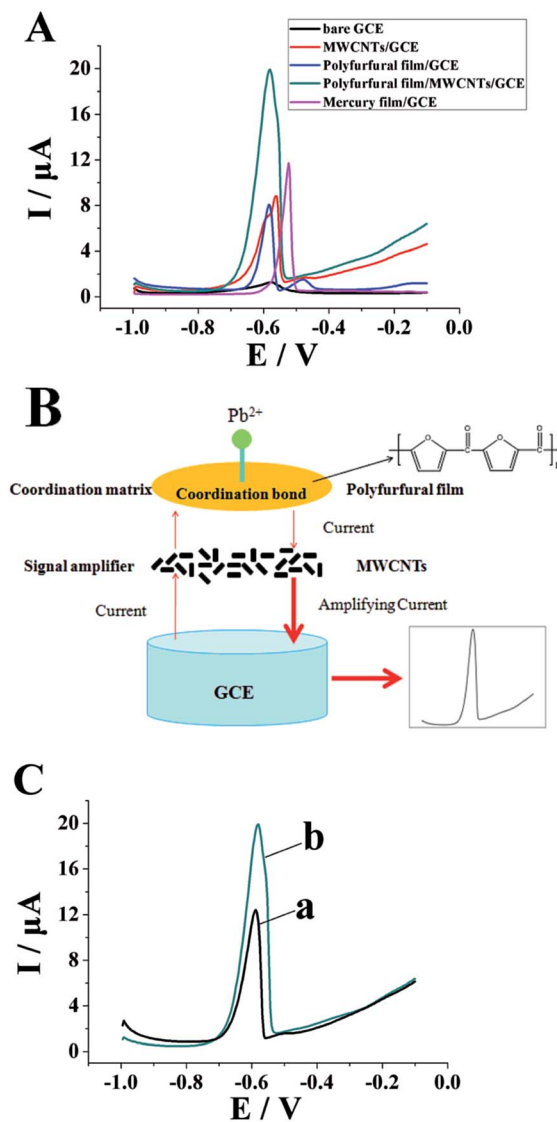 A
bare GCE
MWCNTs/GCE
Polyfurfural film/GCE
Polyfurfural film/MWCNTs/GCE
Mercury film/GCE
I / μA
20
16
12
8
4
0
-1.0
-0.8
-0.6
-0.4
-0.2
0.0
E / V
B
Pb²⁺
O
O
O
O
C
C
n
Coordination matrix
Coordination bond
Polyfurfural film
Current
Signal amplifier
MWCNTs
Current
Amplifying Current
GCE
C
I / μA
20
16
12
8
4
0
b
a
-1.0
-0.8
-0.6
-0.4
-0.2
0.0
E / V